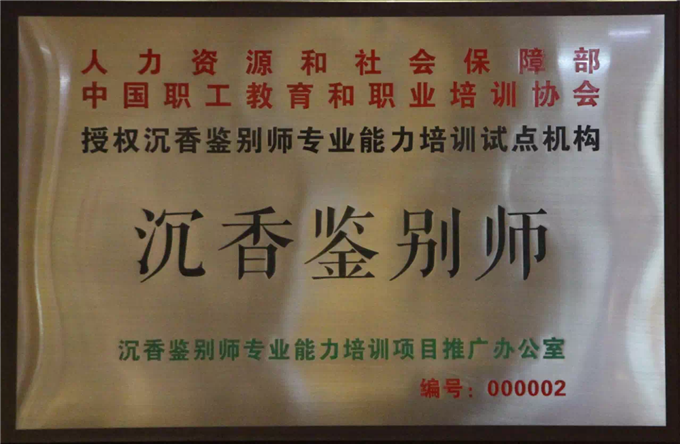 人力资源和社会保障部
中国职工教育和职业培训协会
授权沉香鉴别师专业能力培训试点机构
沉香鉴别师
沉香鉴别师专业能力培训项目推广办公室
编号：000002